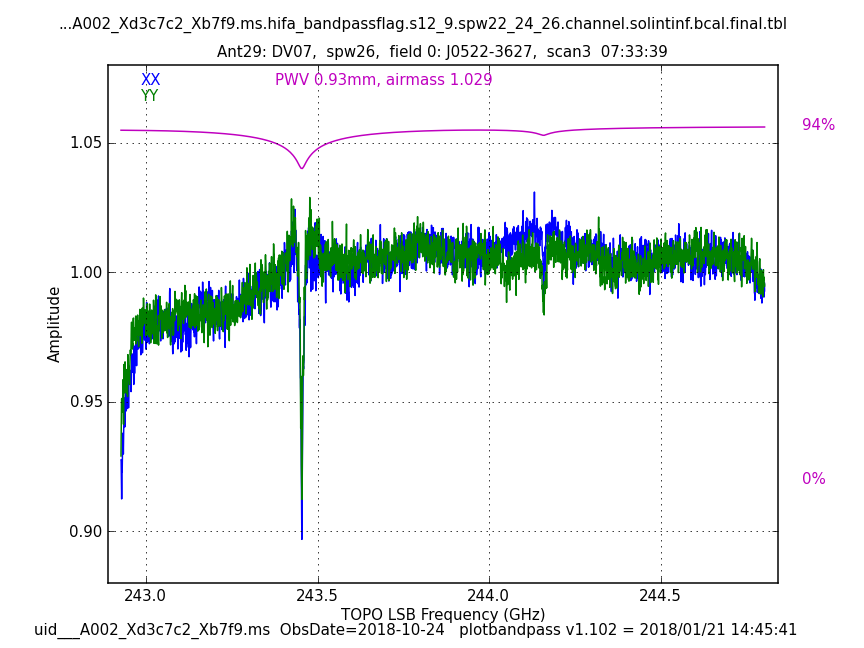 ...A002_Xd3c7c2_Xb7f9.ms.hifa_bandpassflag.s12_9.spw22_24_26.channel.solintinf.bcal.final.tbl
Ant29: DV07,  spw26,  field 0: J0522-3627,  scan3  07:33:39
XX
PWV 0.93mm, airmass 1.029
YY
94%
1.05
1.00
Amplitude
0.95
0%
0.90
243.0 243.5 244.0 244.5
TOPO LSB Frequency (GHz)
uid___A002_Xd3c7c2_Xb7f9.ms  ObsDate=2018-10-24   plotbandpass v1.102 = 2018/01/21 14:45:41